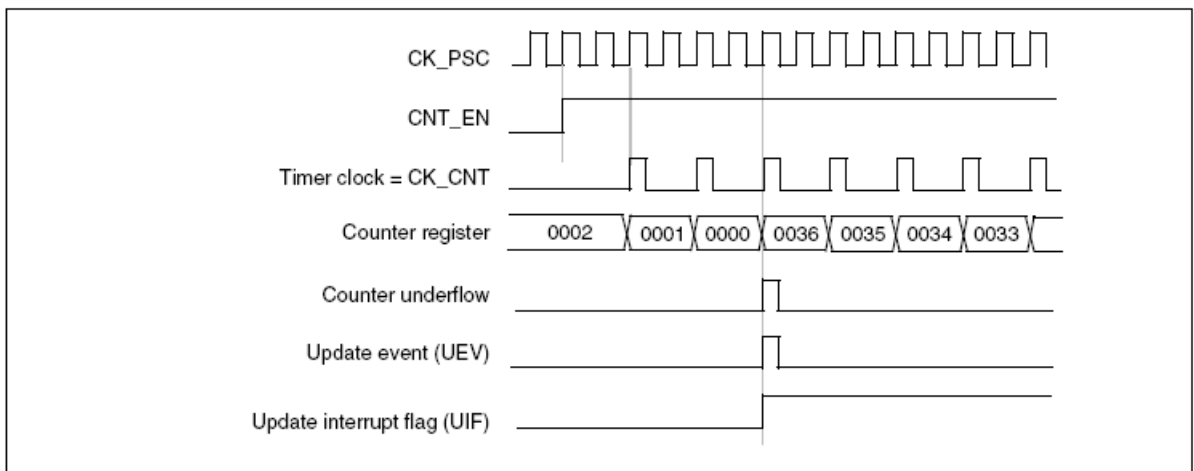 CK_PSC
CNT_EN
Timer clock = CK_CNT
Counter register 0002 0001 0000 0036 0035 0034 0033
Counter underflow
Update event (UEV)
Update interrupt flag (UIF)